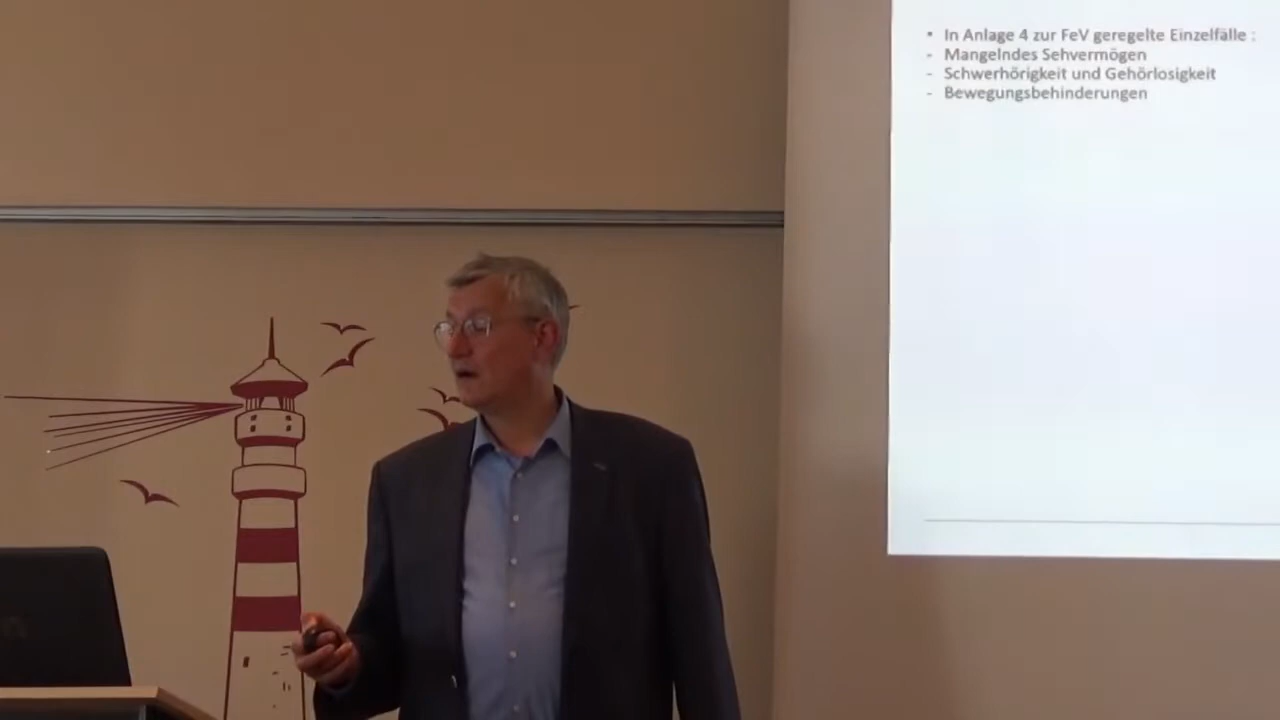 • In Anlage 4 zur FeV geregelte Einzelfälle :
- Mangelndes Sehvermögen
- Schwerhörigkeit und Gehörlosigkeit
- Bewegungsbehinderungen